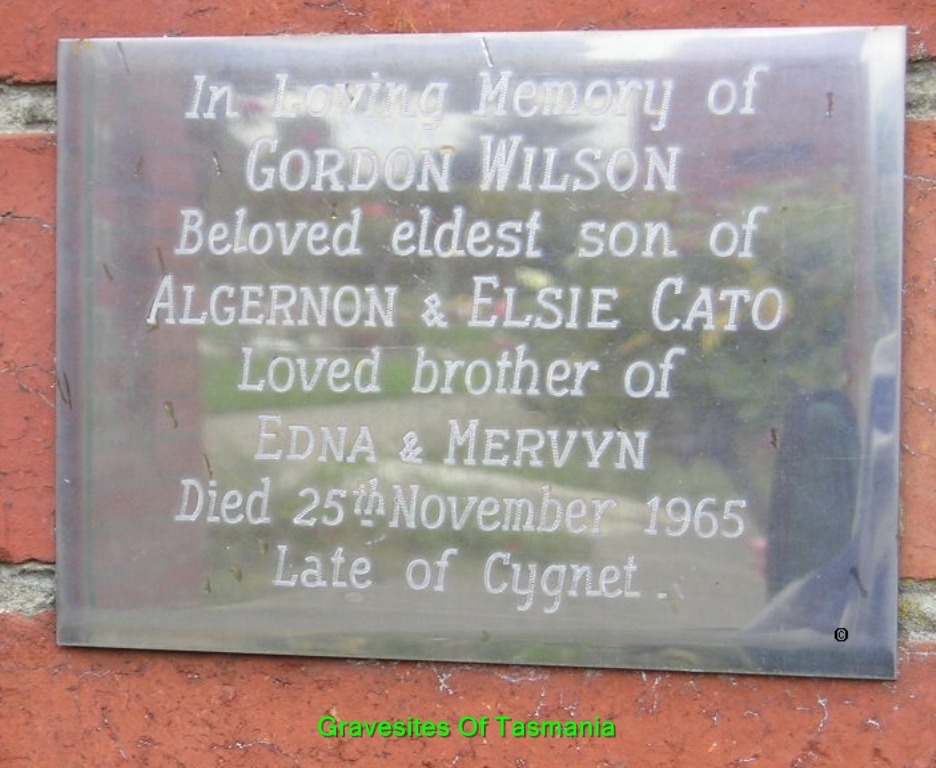 In Loving Memory of
GORDON WILSON
Beloved eldest son of
ALGERNON & ELSIE CATO
Loved brother of
EDNA & MERVYN
Died 25th November 1965
Late of Cygnet.
©
Gravesites Of Tasmania